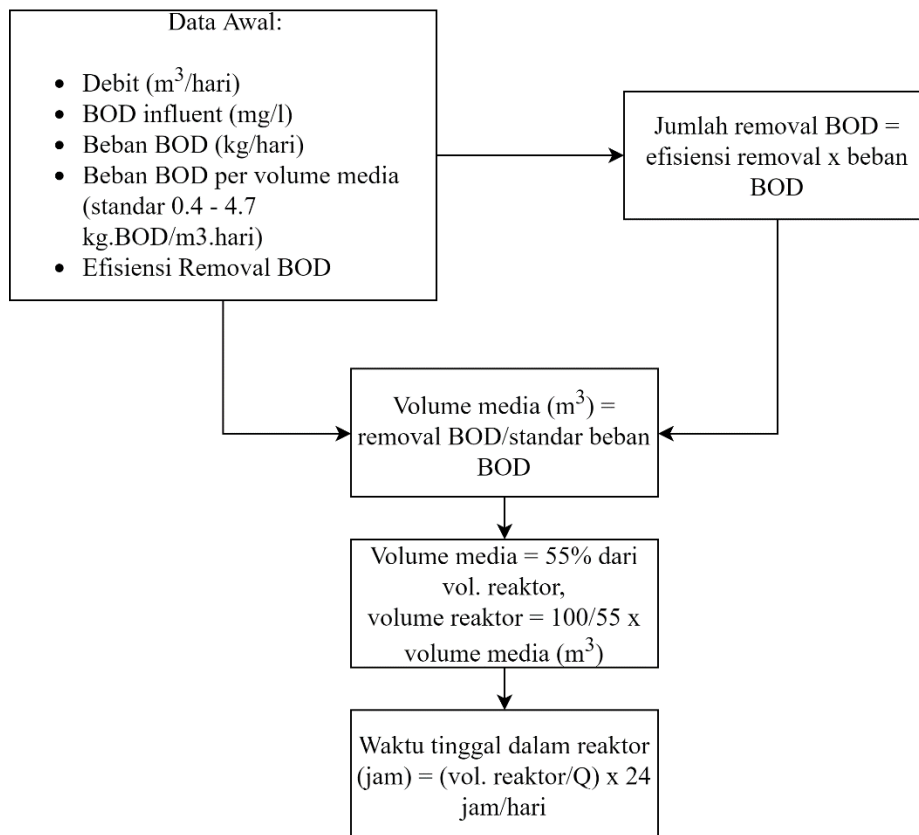 Data Awal:
• Debit (m³/hari)
• BOD influent (mg/l)
• Beban BOD (kg/hari)
• Beban BOD per volume media
(standar 0.4 - 4.7
kg.BOD/m3.hari)
• Efisiensi Removal BOD
Jumlah removal BOD =
efisiensi removal x beban
BOD
Volume media (m³) =
removal BOD/standar beban
BOD
Volume media = 55% dari
vol. reaktor,
volume reaktor = 100/55 x
volume media (m³)
Waktu tinggal dalam reaktor
(jam) = (vol. reaktor/Q) x 24
jam/hari